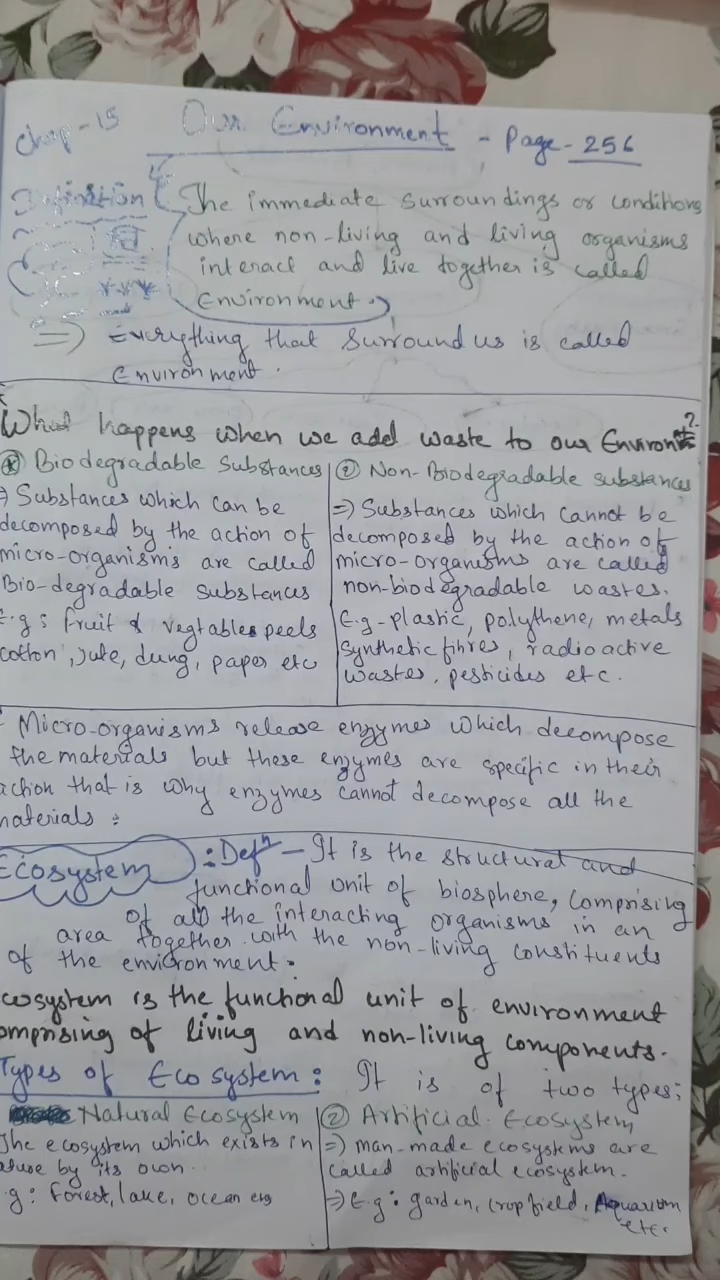 Chap-15 Our Environment - Page-256
Definition The immediate surroundings or conditions
where non-living and living organisms
interact and live together is called
Environment.
=> Everything that surround us is called
Environment.
What happens when we add waste to our Environ
?
Biodegradable Substances
Substances which can be
decomposed by the action of
micro-organisms are called
Bio-degradable substances
E.g: fruit & vegtables peels
cotton, jute, dung, paper etc
② Non-Biodegradable substances
=> Substances which cannot be
decomposed by the action of
micro-organisms are called
non-biodegradable wastes.
E.g-plastic, polythene, metals
synthetic fibres, radioactive
wastes, pesticides etc.
Micro-organisms release enzymes which decompose
the materials but these enzymes are specific in their
action that is why enzymes cannot decompose all the
materials :
Ecosystem : Defⁿ - It is the structural and
functional unit of biosphere, comprising
of all the interacting organisms in an
area together with the non-living constituents
of the environment.
cosystem is the functional unit of environment
omprising of living and non-living components.
Types of Eco system: It is of two types:
Natural Ecosystem
The ecosystem which exists in
ature by its own.
.g: Forest, lake, ocean
② Artificial Ecosystem
=> man-made ecosystems are
called artificial ecosystem.
=> E.g: garden, crop field, Aquarium
etc.